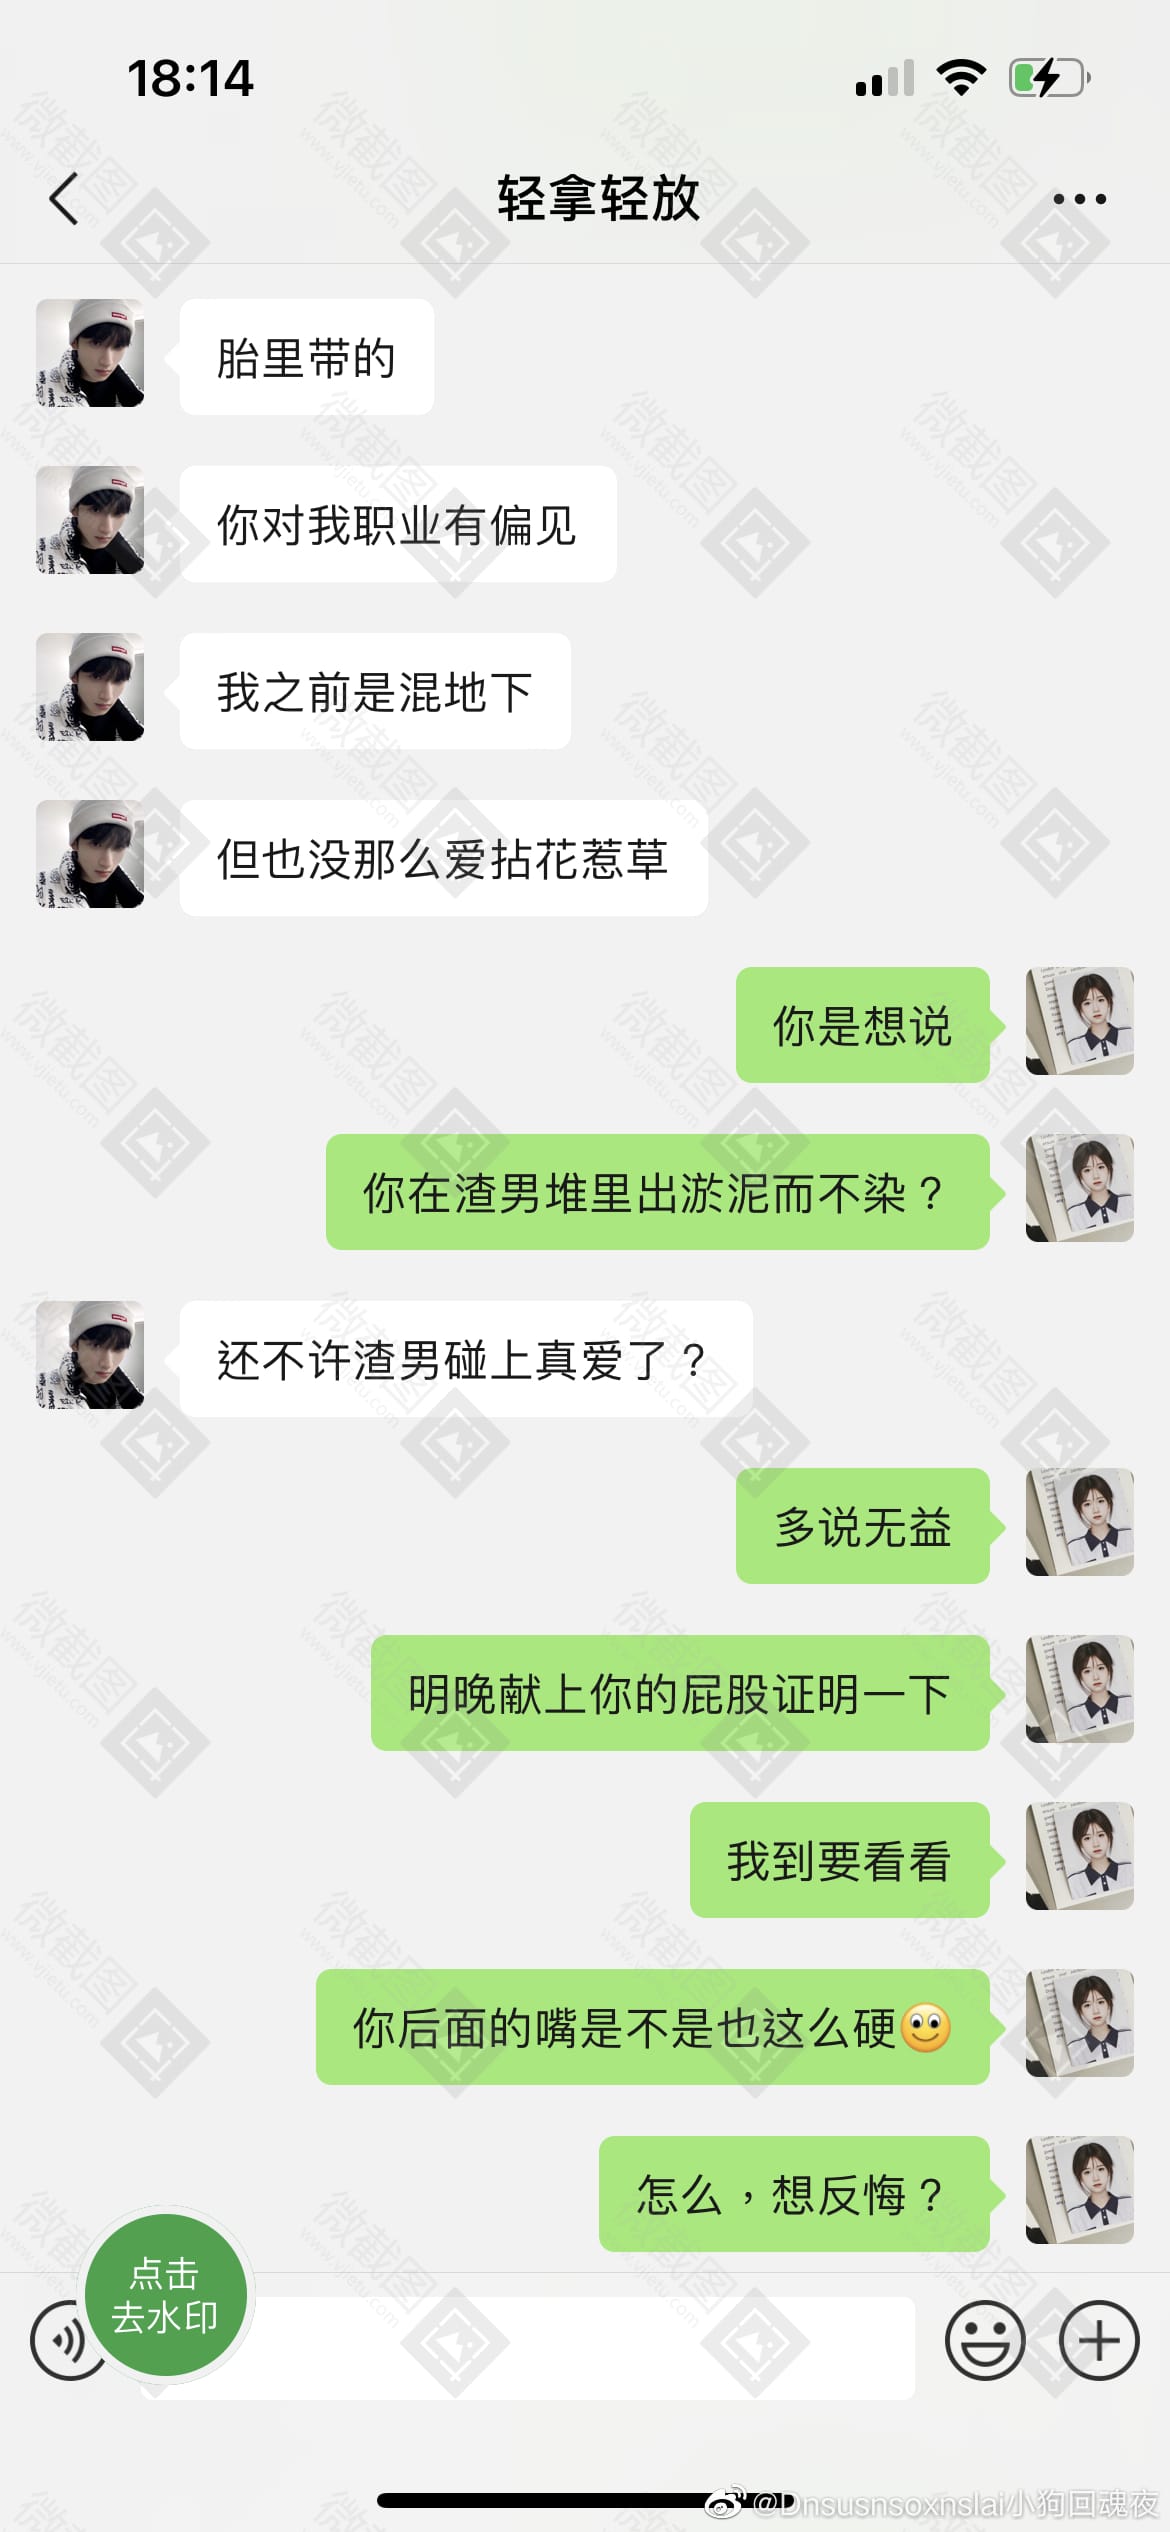 18:14
轻拿轻放
胎里带的
你对我职业有偏见
我之前是混地下
但也没那么爱拈花惹草
你是想说
你在渣男堆里出淤泥而不染？
还不许渣男碰上真爱了？
多说无益
明晚献上你的屁股证明一下
我到要看看
你后面的嘴是不是也这么硬🙂
怎么，想反悔？
点击
去水印
微截图
www.vjietu.com
@Dnsusnsoxnslai小狗回魂夜